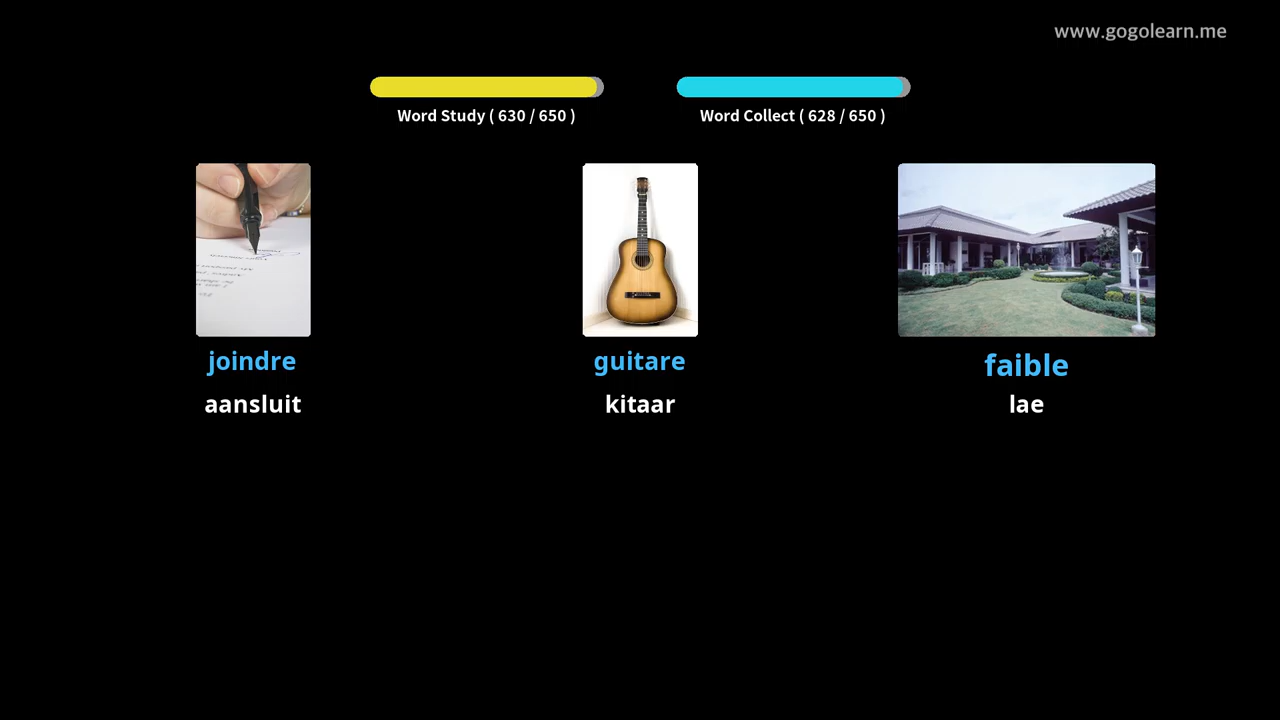 www.gogolearn.me
Word Study ( 630 / 650 )
Word Collect ( 628 / 650 )
joindre
guitare
faible
aansluit
kitaar
lae